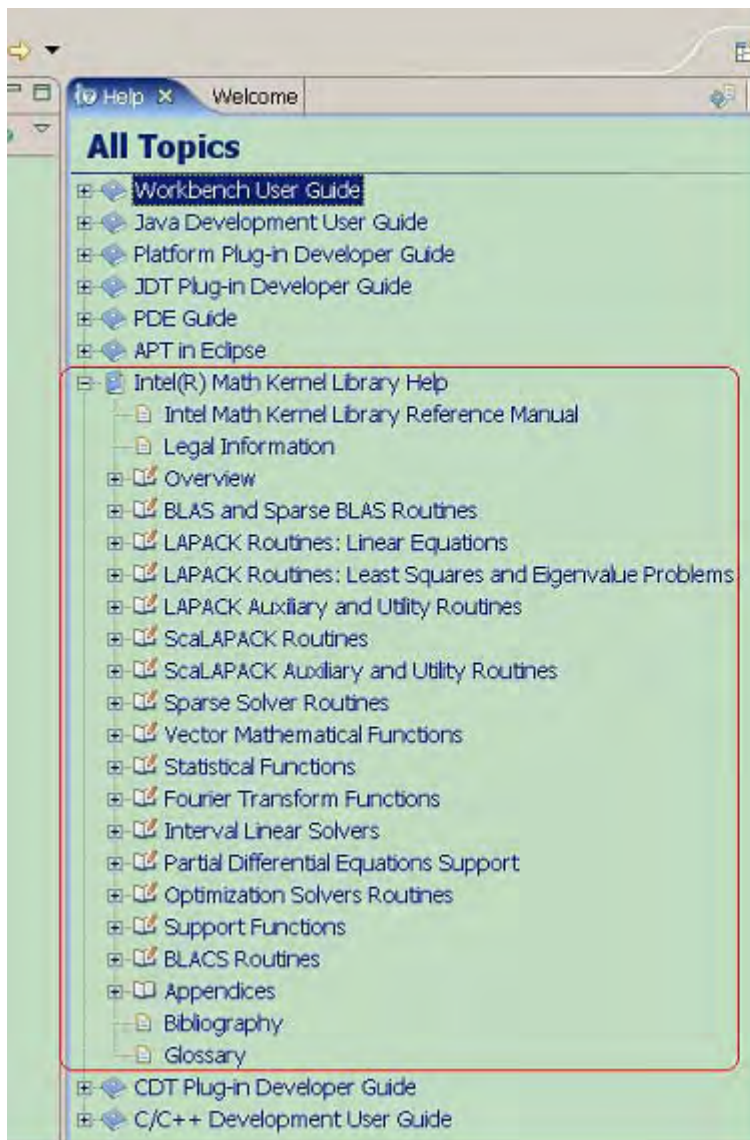 Help Welcome
All Topics
Workbench User Guide
Java Development User Guide
Platform Plug-in Developer Guide
JDT Plug-in Developer Guide
PDE Guide
APT in Eclipse
Intel(R) Math Kernel Library Help
Intel Math Kernel Library Reference Manual
Legal Information
Overview
BLAS and Sparse BLAS Routines
LAPACK Routines: Linear Equations
LAPACK Routines: Least Squares and Eigenvalue Problems
LAPACK Auxiliary and Utility Routines
ScaLAPACK Routines
ScaLAPACK Auxiliary and Utility Routines
Sparse Solver Routines
Vector Mathematical Functions
Statistical Functions
Fourier Transform Functions
Interval Linear Solvers
Partial Differential Equations Support
Optimization Solvers Routines
Support Functions
BLACS Routines
Appendices
Bibliography
Glossary
CDT Plug-in Developer Guide
C/C++ Development User Guide